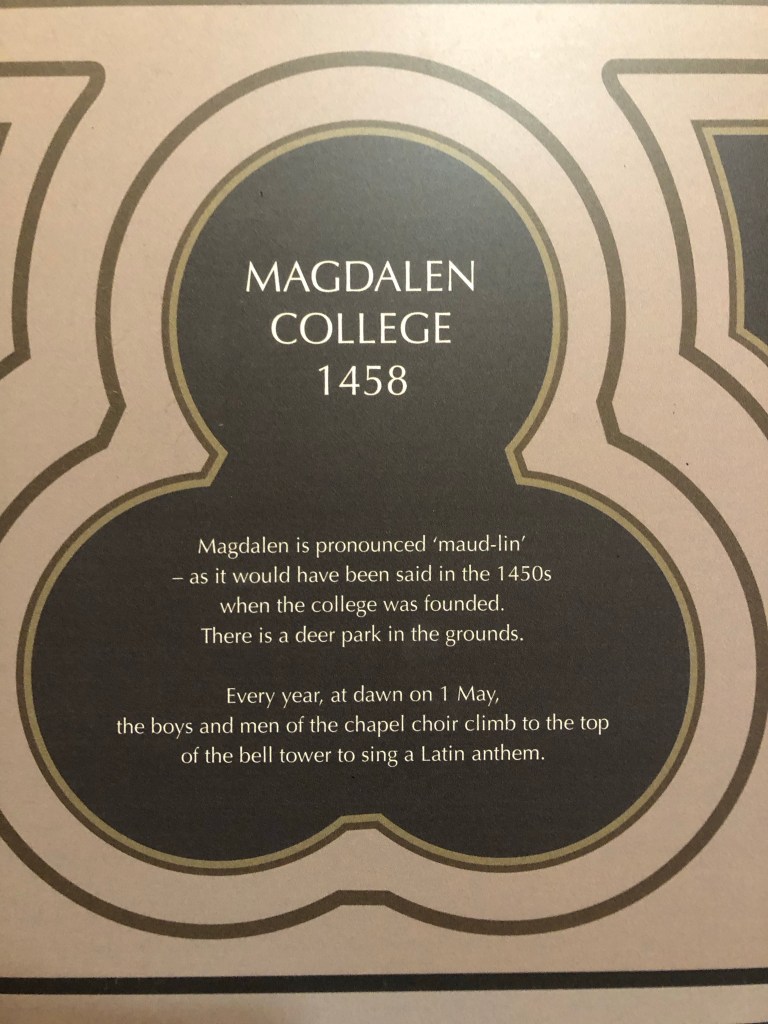 MAGDALEN
COLLEGE
1458
Magdalen is pronounced ‘maud-lin’
– as it would have been said in the 1450s
when the college was founded.
There is a deer park in the grounds.
Every year, at dawn on 1 May,
the boys and men of the chapel choir climb to the top
of the bell tower to sing a Latin anthem.